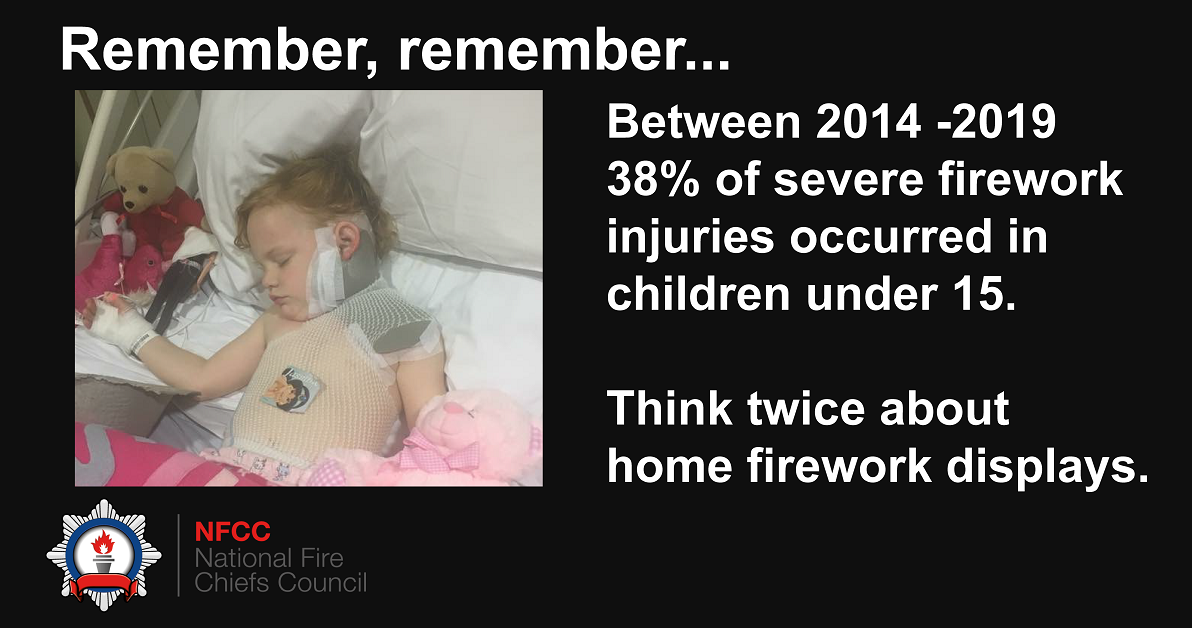 Remember, remember...
Between 2014 -2019
38% of severe firework
injuries occurred in
children under 15.
Think twice about
home firework displays.
NFCC
National Fire
Chiefs Council